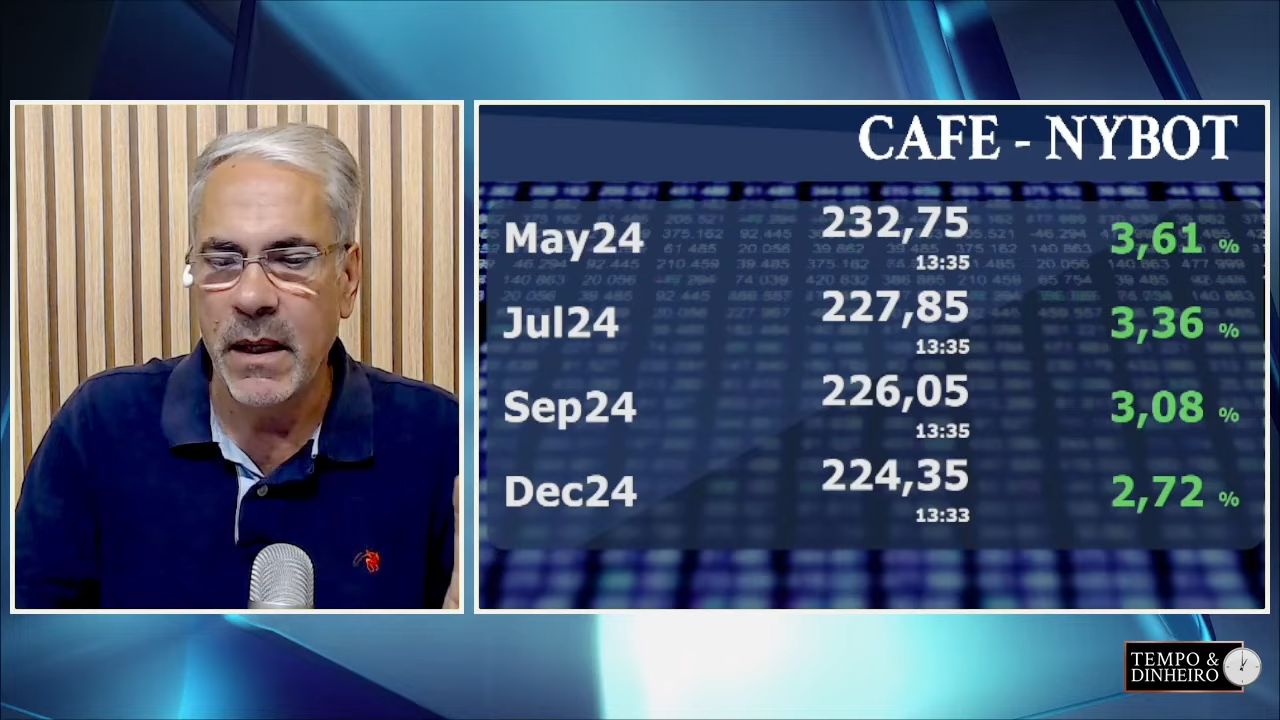 CAFE - NYBOT
May24 232,75 3,61 %
13:35
Jul24 227,85 3,36 %
13:35
Sep24 226,05 3,08 %
13:35
Dec24 224,35 2,72 %
13:33
TEMPO &
DINHEIRO